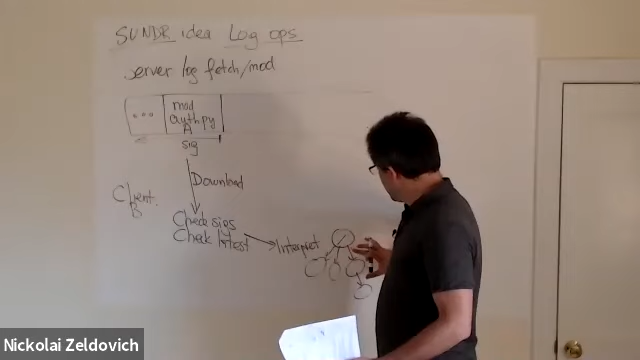 SUNDR idea Log ops
server log fetch/mod
... mod
auth.py
A
sig
Download
Client
B
Check sigs
Check latest
Interpret
/
Nickolai Zeldovich